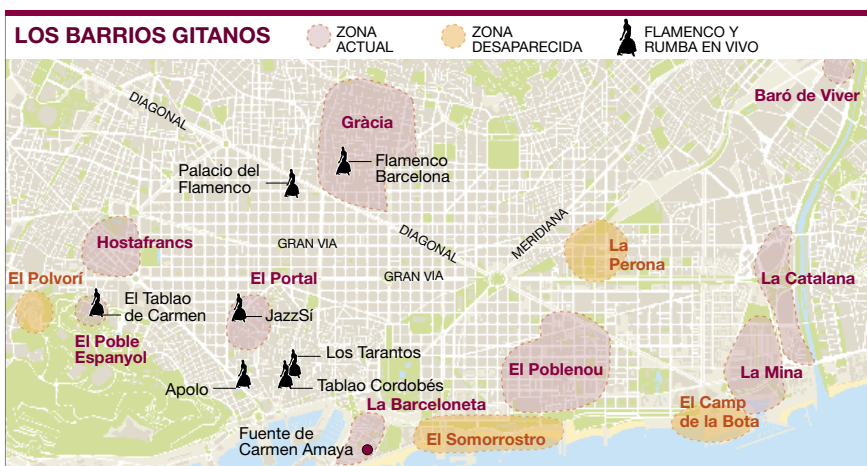 LOS BARRIOS GITANOS
ZONA
ACTUAL
ZONA
DESAPARECIDA
FLAMENCO Y
RUMBA EN VIVO
DIAGONAL
Gràcia
Baró de Viver
Palacio del
Flamenco
Flamenco
Barcelona
Hostafrancs
GRAN VIA
DIAGONAL
MERIDIANA
La
Perona
El Polvorí
El Portal
GRAN VIA
La Catalana
El Tablao
de Carmen
JazzSí
El Poble
Espanyol
Los Tarantos
Apolo
Tablao Cordobés
El Poblenou
La Mina
La Barceloneta
El Camp
de la Bota
Fuente de
Carmen Amaya
El Somorrostro